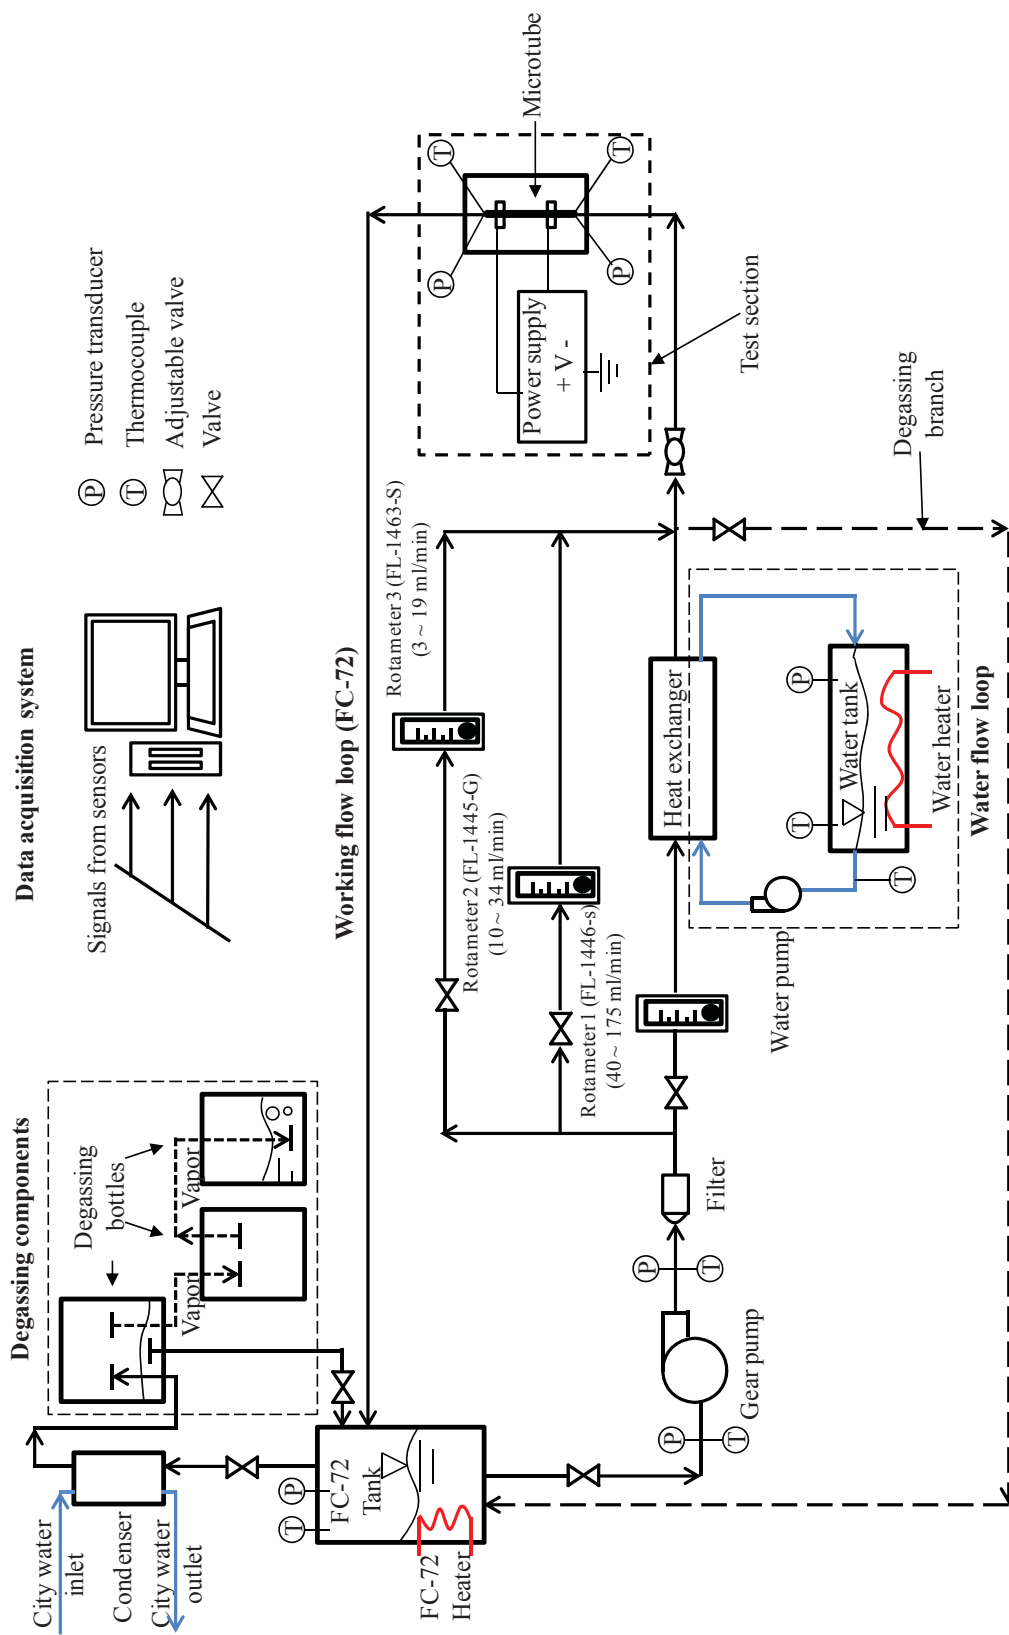 Data acquisition system
Signals from sensors
P
Pressure transducer
T
Thermocouple
Adjustable valve
Valve
Degassing components
Degassing
bottles
Vapor
Vapor
City water
inlet
Condenser
City water
outlet
Working flow loop (FC-72)
T
P
FC-72
Tank
FC-72
Heater
Rotameter 3 (FL-1463-S)
(3 ~ 19 ml/min)
Rotameter 2 (FL-1445-G)
(10 ~ 34 ml/min)
Rotameter 1 (FL-1446-s)
(40 ~ 175 ml/min)
P
T
Gear pump
P
T
Filter
Heat exchanger
Water pump
T
T
P
Water tank
Water heater
Water flow loop
Power supply
+ V -
P
T
P
T
Microtube
Test section
Degassing
branch